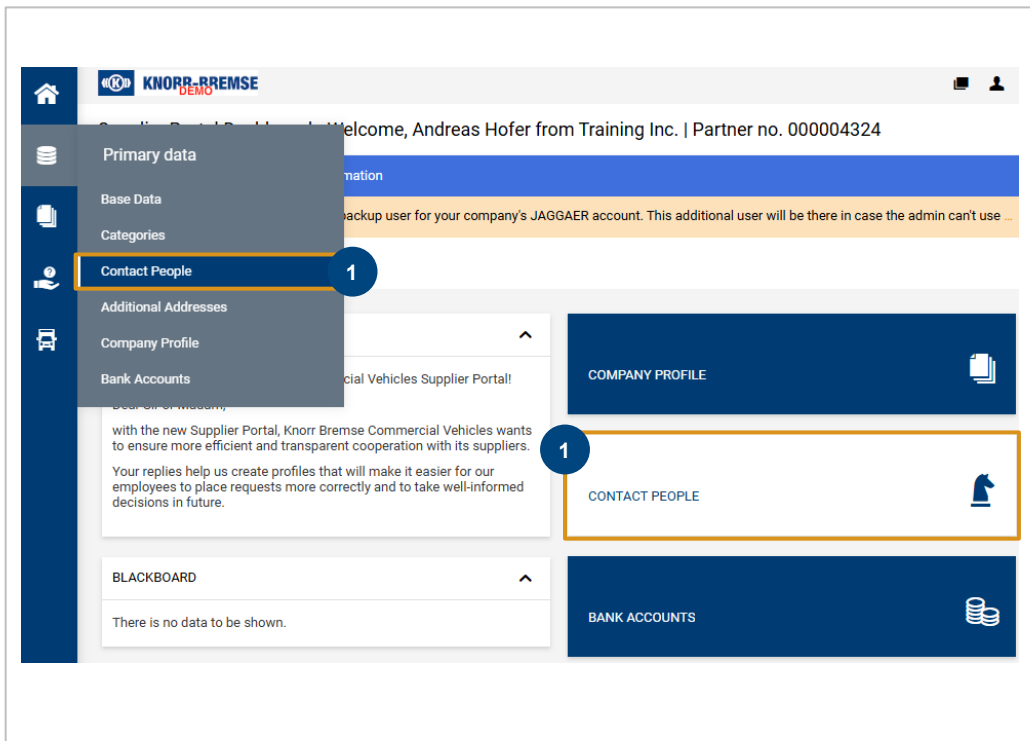 KNORR-BREMSE
DEMO
elcome, Andreas Hofer from Training Inc. | Partner no. 000004324
Primary data
mation
Base Data
backup user for your company's JAGGAER account. This additional user will be there in case the admin can't use ...
Categories
Contact People
1
Additional Addresses
Company Profile
Bank Accounts
cial Vehicles Supplier Portal!
Dear Sir or Madam,
with the new Supplier Portal, Knorr Bremse Commercial Vehicles wants
to ensure more efficient and transparent cooperation with its suppliers.
Your replies help us create profiles that will make it easier for our
employees to place requests more correctly and to take well-informed
decisions in future.
COMPANY PROFILE
1
CONTACT PEOPLE
BLACKBOARD
There is no data to be shown.
BANK ACCOUNTS